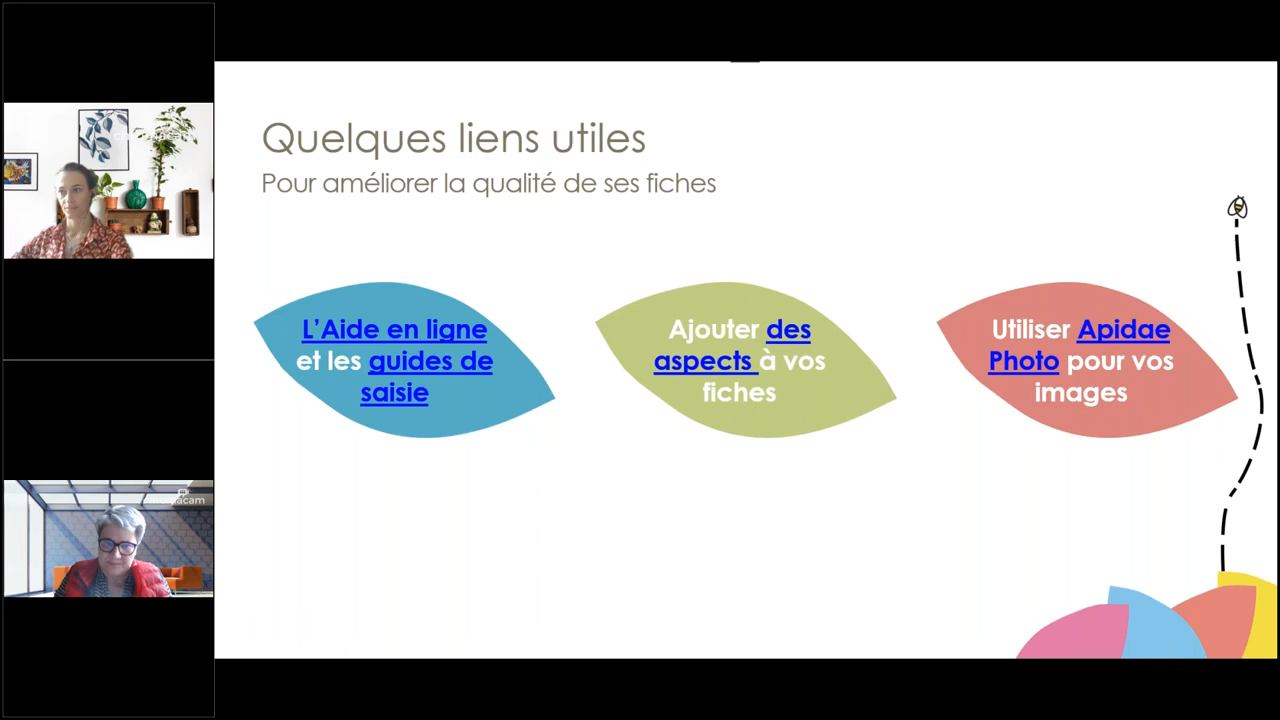 Quelques liens utiles
Pour améliorer la qualité de ses fiches
L'Aide en ligne
et les guides de
saisie
Ajouter des
aspects à vos
fiches
Utiliser Apidae
Photo pour vos
images